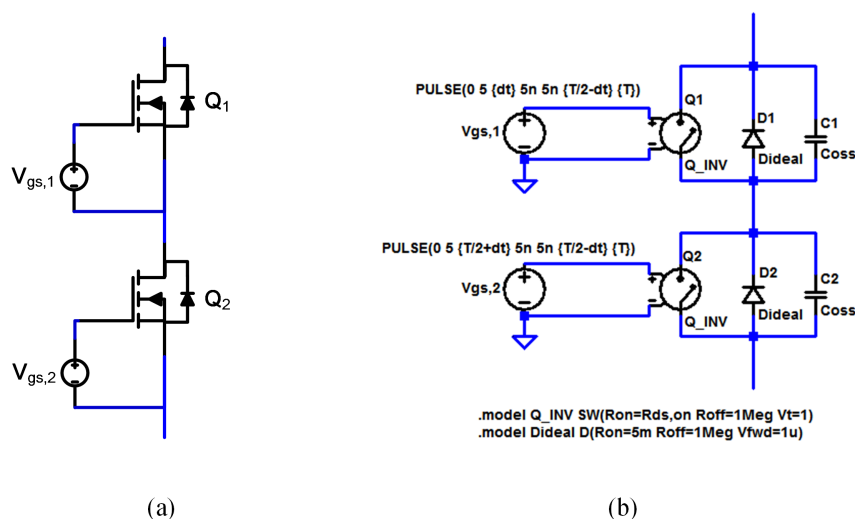 Q1
Vgs,1
+
-
Q2
Vgs,2
+
-
(a)
PULSE(0 5 {dt} 5n 5n {T/2-dt} {T})
Vgs,1
+
-
+
-
Q1
Q_INV
D1
Dideal
C1
Coss
PULSE(0 5 {T/2+dt} 5n 5n {T/2-dt} {T})
Vgs,2
+
-
+
-
Q2
Q_INV
D2
Dideal
C2
Coss
.model Q_INV SW(Ron=Rds,on Roff=1Meg Vt=1)
.model Dideal D(Ron=5m Roff=1Meg Vfwd=1u)
(b)